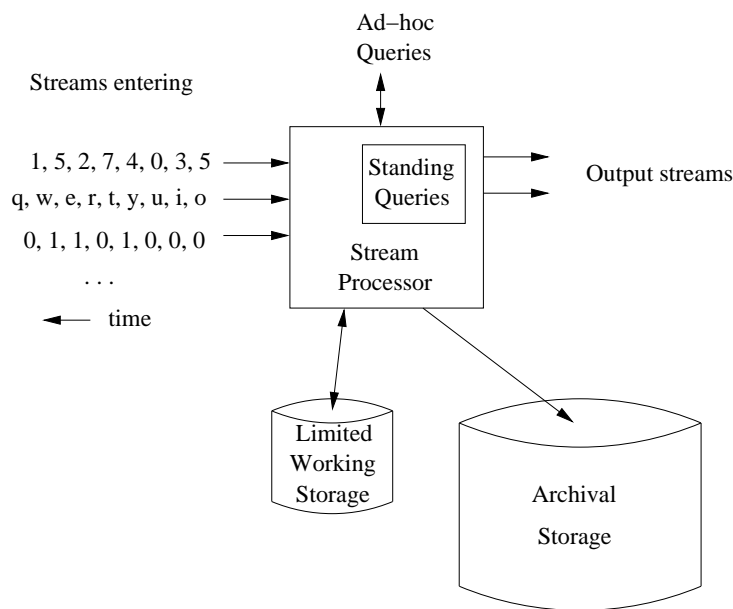 Ad−hoc
Queries
Streams entering
1, 5, 2, 7, 4, 0, 3, 5
q, w, e, r, t, y, u, i, o
0, 1, 1, 0, 1, 0, 0, 0
. . .
time
Standing
Queries
Stream
Processor
Output streams
Limited
Working
Storage
Archival
Storage